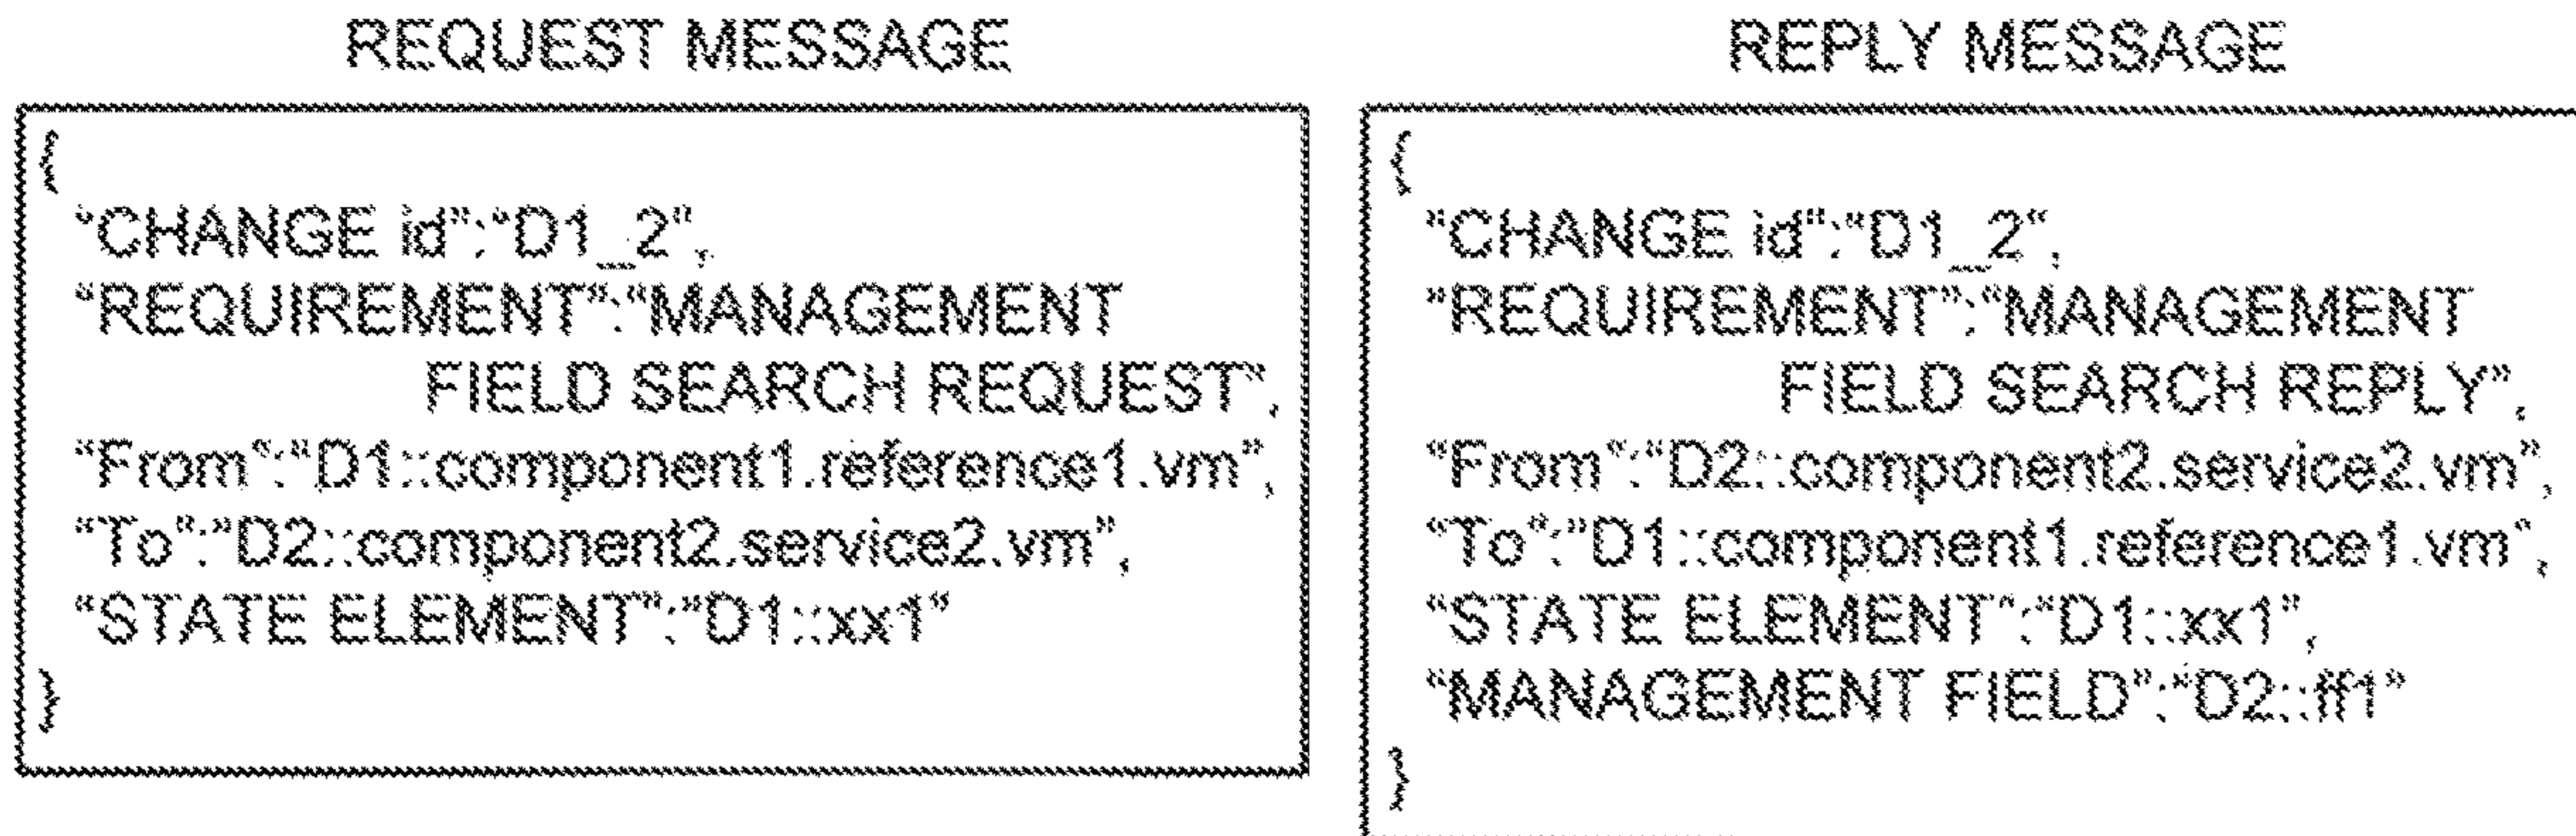 REQUEST MESSAGE
{
"CHANGE id":"D1_2",
"REQUIREMENT":"MANAGEMENT
FIELD SEARCH REQUEST",
"From":"D1::component1.reference1.vm",
"To":"D2::component2.service2.vm",
"STATE ELEMENT":"D1::xx1"
}
REPLY MESSAGE
{
"CHANGE id":"D1_2",
"REQUIREMENT":"MANAGEMENT
FIELD SEARCH REPLY",
"From":"D2::component2.service2.vm",
"To":"D1::component1.reference1.vm",
"STATE ELEMENT":"D1::xx1",
"MANAGEMENT FIELD":"D2::ff1"
}